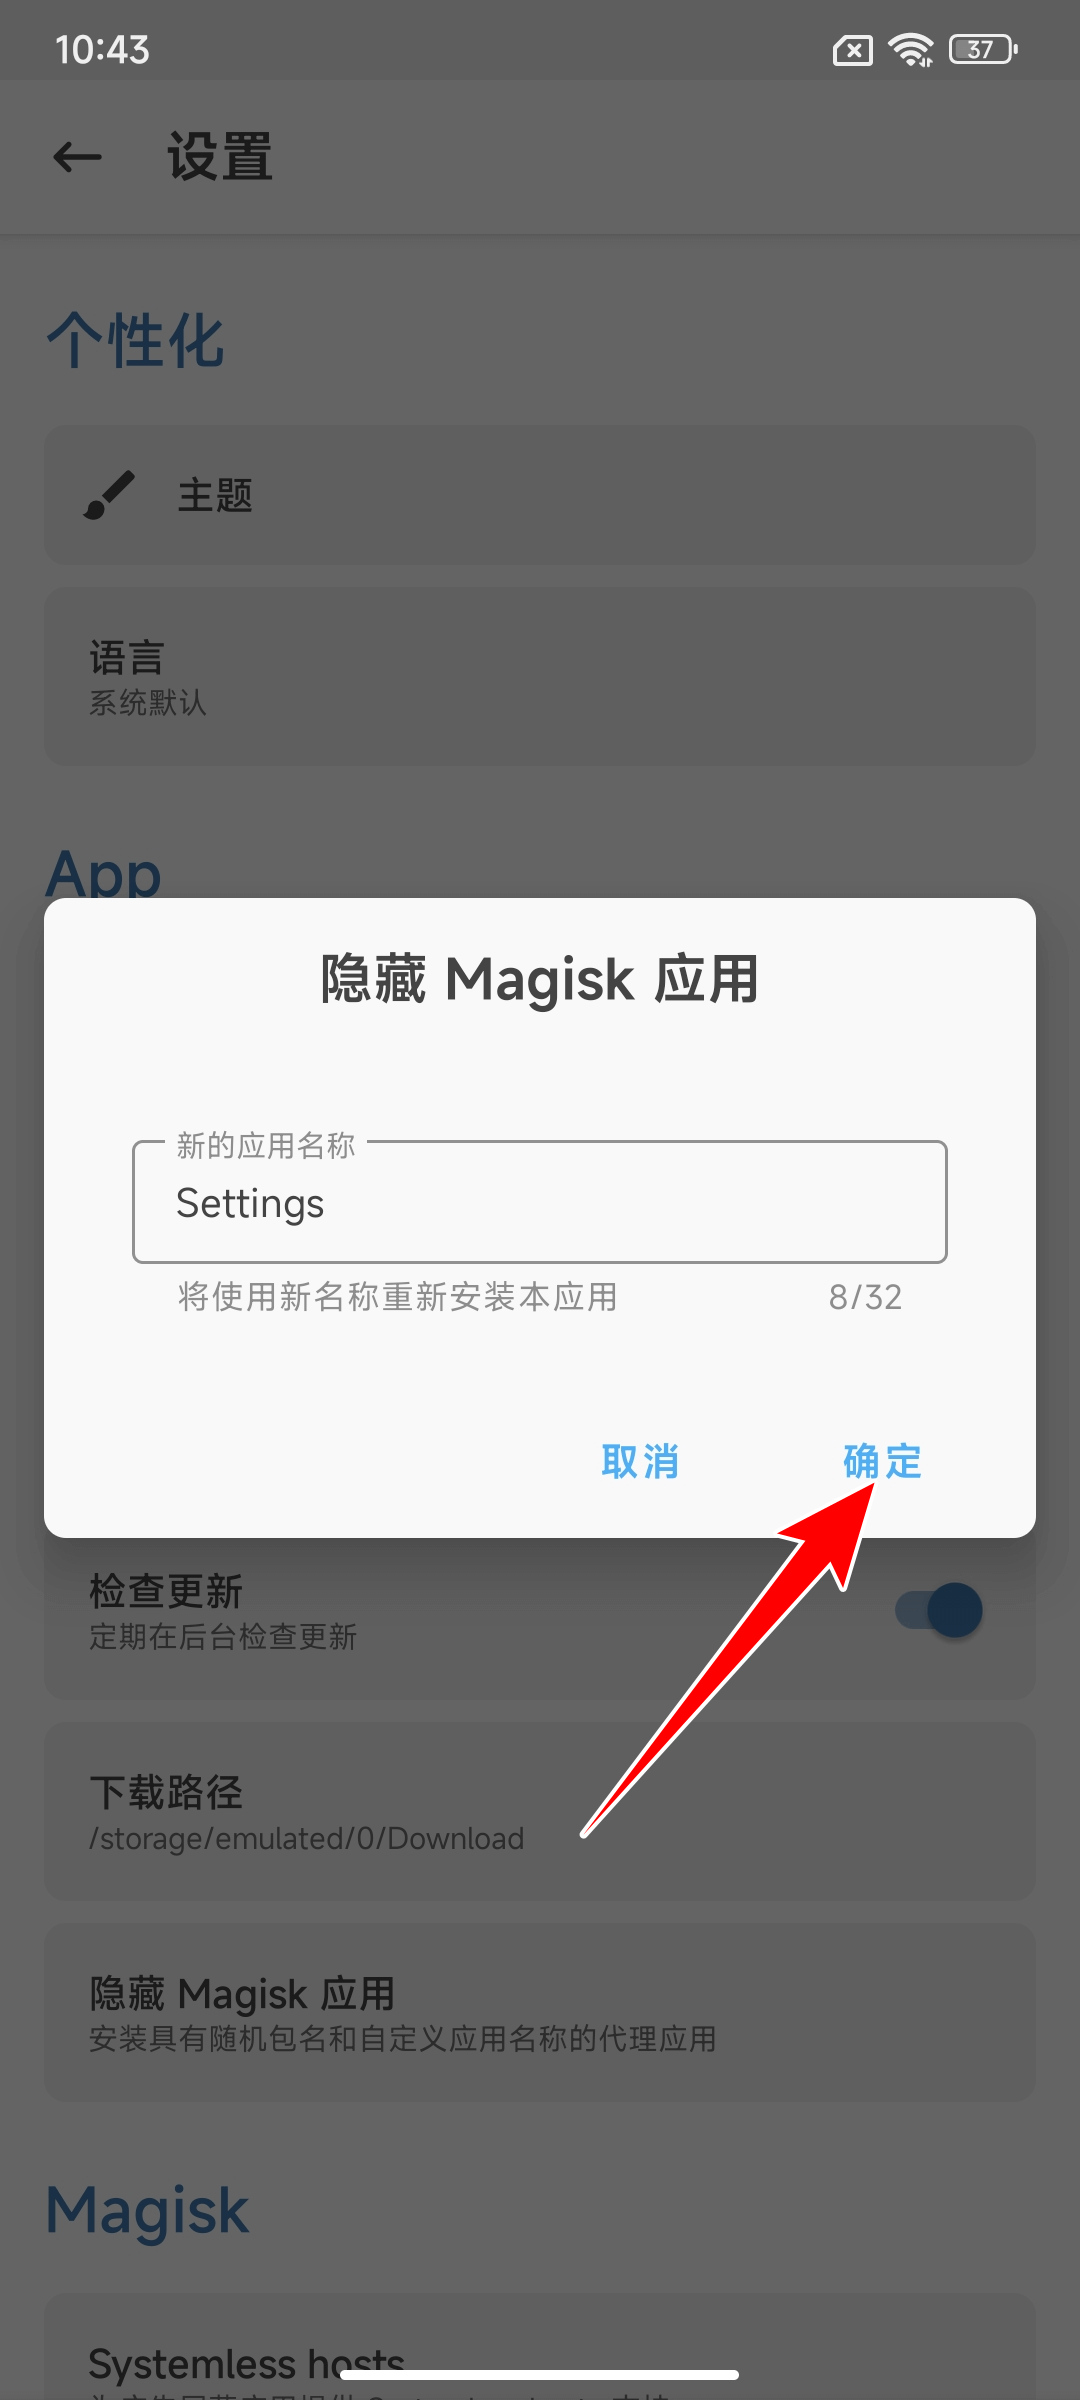 10:43
37
设置
个性化
主题
语言
系统默认
App
隐藏 Magisk 应用
新的应用名称
Settings
将使用新名称重新安装本应用 8/32
取消 确定
检查更新
定期在后台检查更新
下载路径
/storage/emulated/0/Download
隐藏 Magisk 应用
安装具有随机包名和自定义应用名称的代理应用
Magisk
Systemless hosts